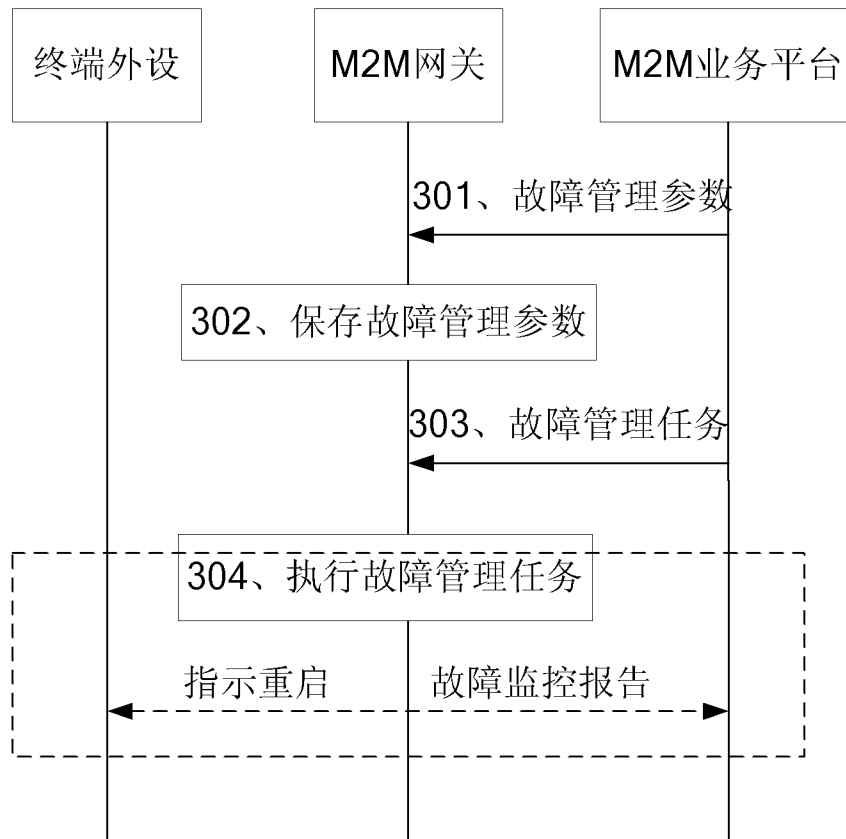 终端外设
M2M网关
M2M业务平台
301、故障管理参数
302、保存故障管理参数
303、故障管理任务
304、执行故障管理任务
指示重启
故障监控报告